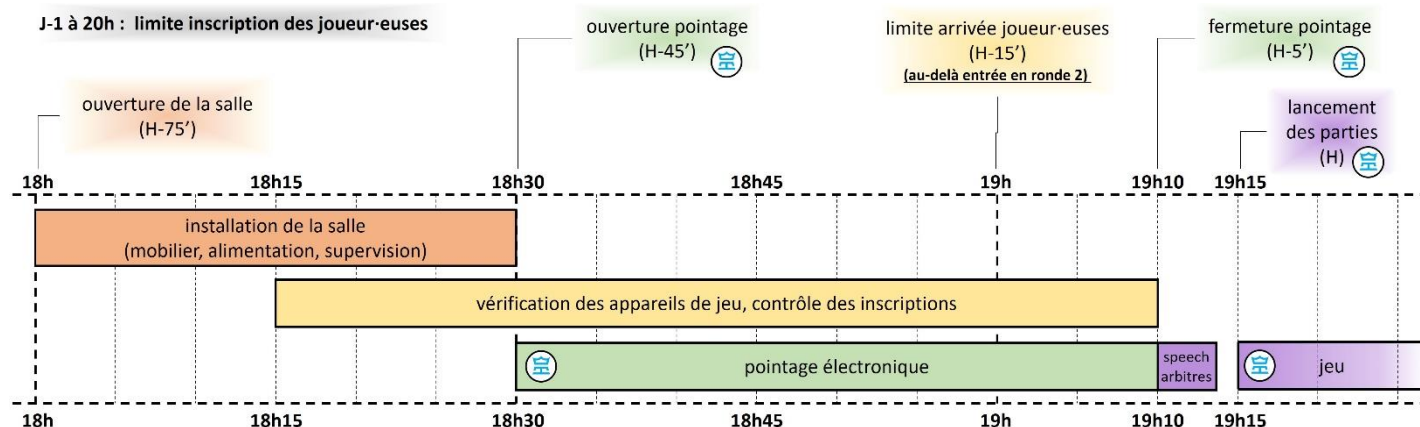 J-1 à 20h : limite inscription des joueur·euses
ouverture pointage
(H-45’)
limite arrivée joueur·euses
(H-15’)
(au-delà entrée en ronde 2)
fermeture pointage
(H-5’)
ouverture de la salle
(H-75’)
lancement
des parties
(H)
18h
18h15
18h30
18h45
19h
19h10
19h15
installation de la salle
(mobilier, alimentation, supervision)
vérification des appareils de jeu, contrôle des inscriptions
pointage électronique
speech
arbitres
jeu
18h
18h15
18h30
18h45
19h
19h10
19h15